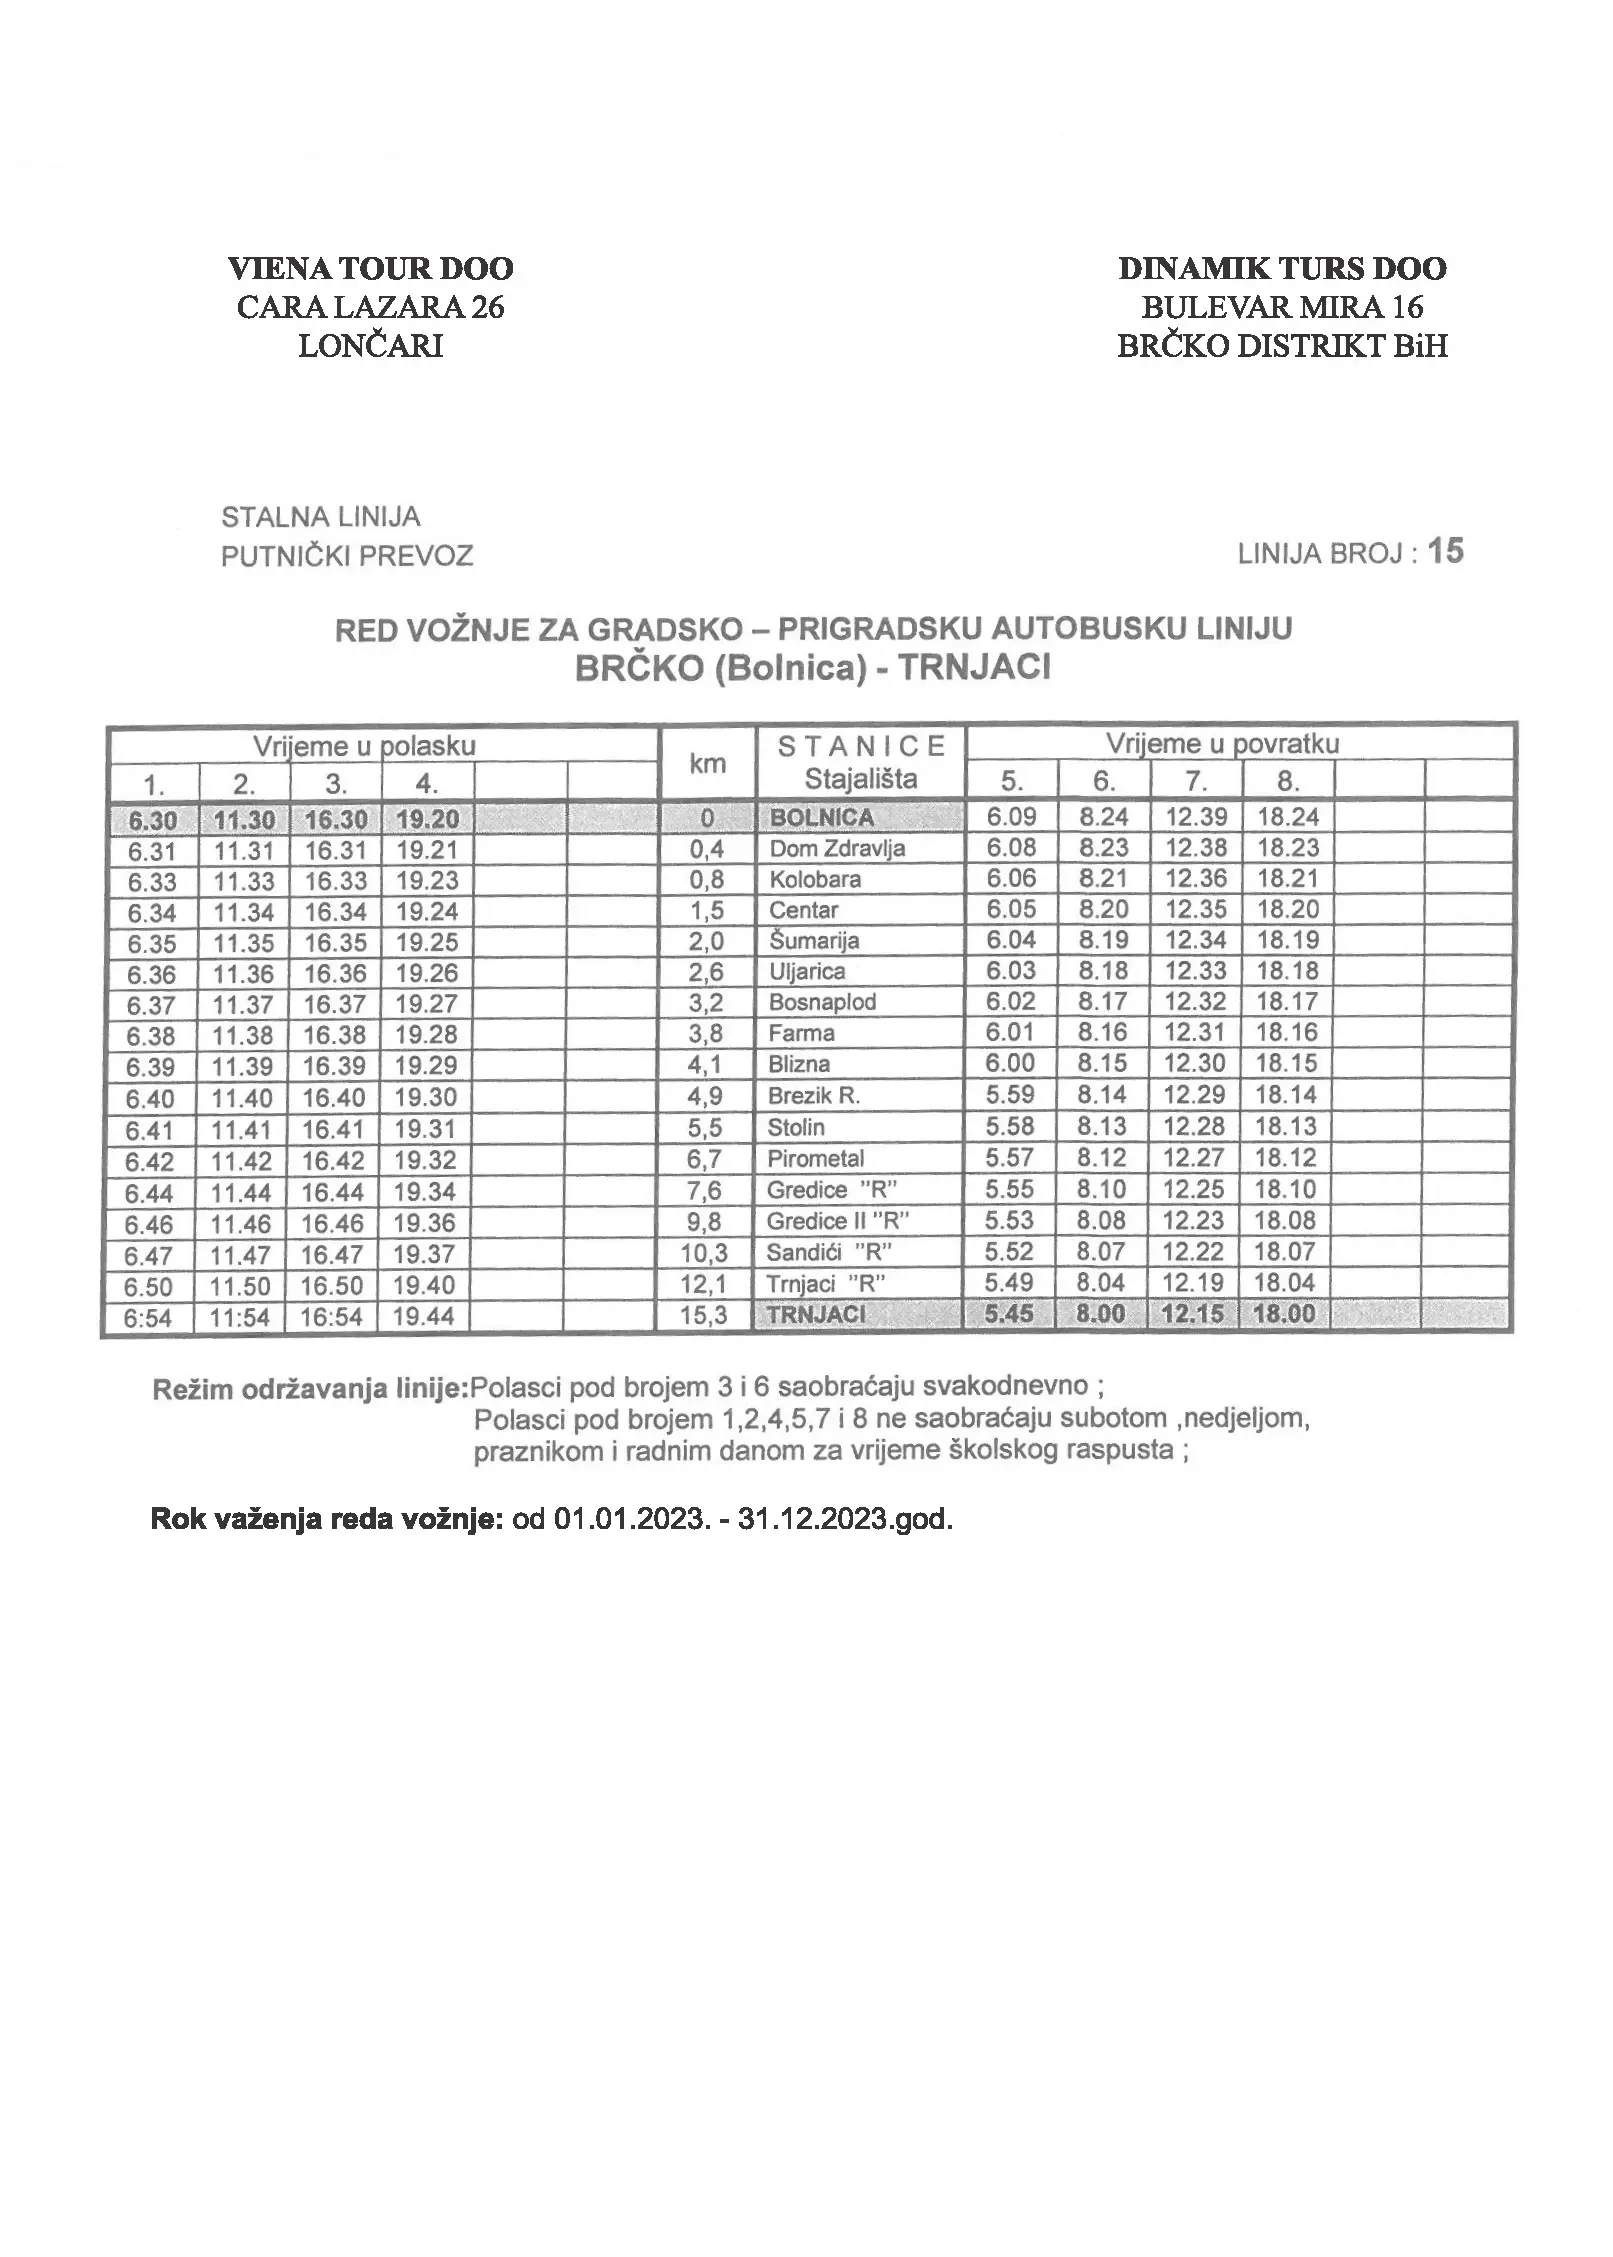 VIENA TOUR DOO
CARA LAZARA 26
LONČARI
DINAMIK TURS DOO
BULEVAR MIRA 16
BRČKO DISTRIKT BiH
STALNA LINIJA
PUTNIČKI PREVOZ
LINIJA BROJ : 15
RED VOŽNJE ZA GRADSKO – PRIGRADSKU AUTOBUSKU LINIJU
BRČKO (Bolnica) - TRNJACI
Vrijeme u polasku km S T A N I C E Vrijeme u povratku
1. 2. 3. 4. Stajališta 5. 6. 7. 8.
6.30 11.30 16.30 19.20 0 BOLNICA 6.09 8.24 12.39 18.24
6.31 11.31 16.31 19.21 0,4 Dom Zdravlja 6.08 8.23 12.38 18.23
6.33 11.33 16.33 19.23 0,8 Kolobara 6.06 8.21 12.36 18.21
6.34 11.34 16.34 19.24 1,5 Centar 6.05 8.20 12.35 18.20
6.35 11.35 16.35 19.25 2,0 Šumarija 6.04 8.19 12.34 18.19
6.36 11.36 16.36 19.26 2,6 Uljarica 6.03 8.18 12.33 18.18
6.37 11.37 16.37 19.27 3,2 Bosnaplod 6.02 8.17 12.32 18.17
6.38 11.38 16.38 19.28 3,8 Farma 6.01 8.16 12.31 18.16
6.39 11.39 16.39 19.29 4,1 Blizna 6.00 8.15 12.30 18.15
6.40 11.40 16.40 19.30 4,9 Brezik R. 5.59 8.14 12.29 18.14
6.41 11.41 16.41 19.31 5,5 Stolin 5.58 8.13 12.28 18.13
6.42 11.42 16.42 19.32 6,7 Pirometal 5.57 8.12 12.27 18.12
6.44 11.44 16.44 19.34 7,6 Gredice "R" 5.55 8.10 12.25 18.10
6.46 11.46 16.46 19.36 9,8 Gredice II "R" 5.53 8.08 12.23 18.08
6.47 11.47 16.47 19.37 10,3 Sandići "R" 5.52 8.07 12.22 18.07
6.50 11.50 16.50 19.40 12,1 Trnjaci "R" 5.49 8.04 12.19 18.04
6:54 11:54 16:54 19.44 15,3 TRNJACI 5.45 8.00 12.15 18.00
Režim održavanja linije:Polasci pod brojem 3 i 6 saobraćaju svakodnevno ;
Polasci pod brojem 1,2,4,5,7 i 8 ne saobraćaju subotom ,nedjeljom,
praznikom i radnim danom za vrijeme školskog raspusta ;
Rok važenja reda vožnje: od 01.01.2023. - 31.12.2023.god.